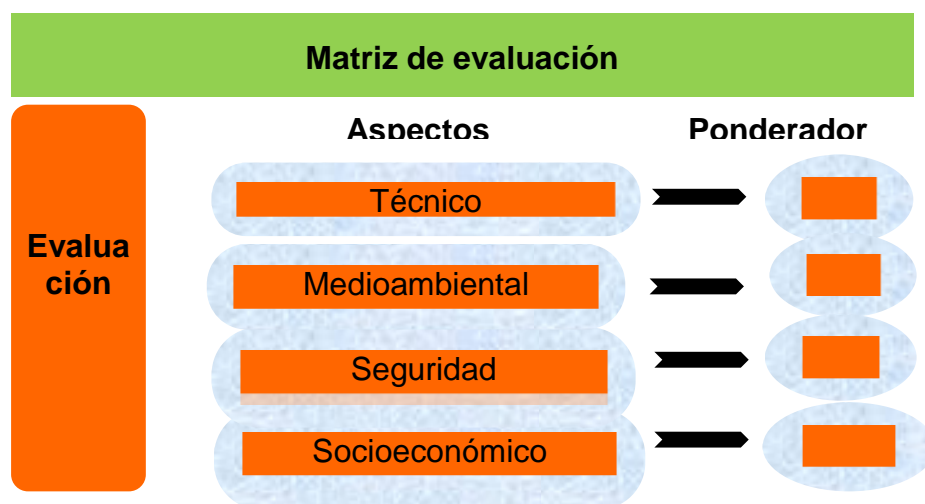 Matriz de evaluación
Aspectos Ponderador
Evalua
ción
Técnico
Medioambiental
Seguridad
Socioeconómico